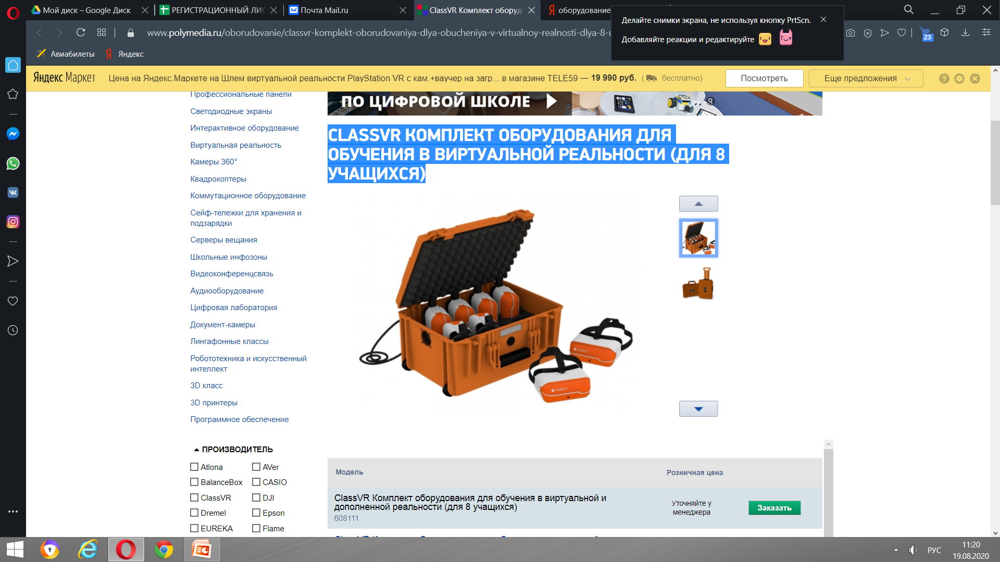 Мой диск – Google Диск
РЕГИСТРАЦИОННЫЙ ЛИС
Почта Mail.ru
ClassVR Комплект оборудо
Я оборудование
Делайте снимки экрана, не используя кнопку PrtScn.
Добавляйте реакции и редактируйте
www.polymedia.ru/oborudovanie/classvr-komplekt-oborudovaniya-dlya-obucheniya-v-virtualnoy-realnosti-dlya-8-u
23
Авиабилеты
Я Яндекс
Яндекс Маркет
Цена на Яндекс.Маркете на Шлем виртуальной реальности PlayStation VR с кам.+ваучер на загр... в магазине TELE59 — 19 990 руб. ( бесплатно)
Посмотреть
Еще предложения
Профессиональные панели
Светодиодные экраны
Интерактивное оборудование
Виртуальная реальность
Камеры 360°
Квадрокоптеры
Коммутационное оборудование
Сейф-тележки для хранения и
подзарядки
Серверы вещания
Школьные инфозоны
Видеоконференцсвязь
Аудиооборудование
Цифровая лаборатория
Документ-камеры
Лингафонные классы
Робототехника и искусственный
интеллект
3D класс
3D принтеры
Программное обеспечение
ПРОИЗВОДИТЕЛЬ
Atlona
AVer
BalanceBox
CASIO
ClassVR
DJI
Dremel
Epson
EUREKA
Flame
ПО ЦИФРОВОЙ ШКОЛЕ
CLASSVR КОМПЛЕКТ ОБОРУДОВАНИЯ ДЛЯ
ОБУЧЕНИЯ В ВИРТУАЛЬНОЙ РЕАЛЬНОСТИ (ДЛЯ 8
УЧАЩИХСЯ)
Модель
Розничная цена
ClassVR Комплект оборудования для обучения в виртуальной и
дополненной реальности (для 8 учащихся)
608111
Уточняйте у
менеджера
Заказать
РУС
11:20
19.08.2020